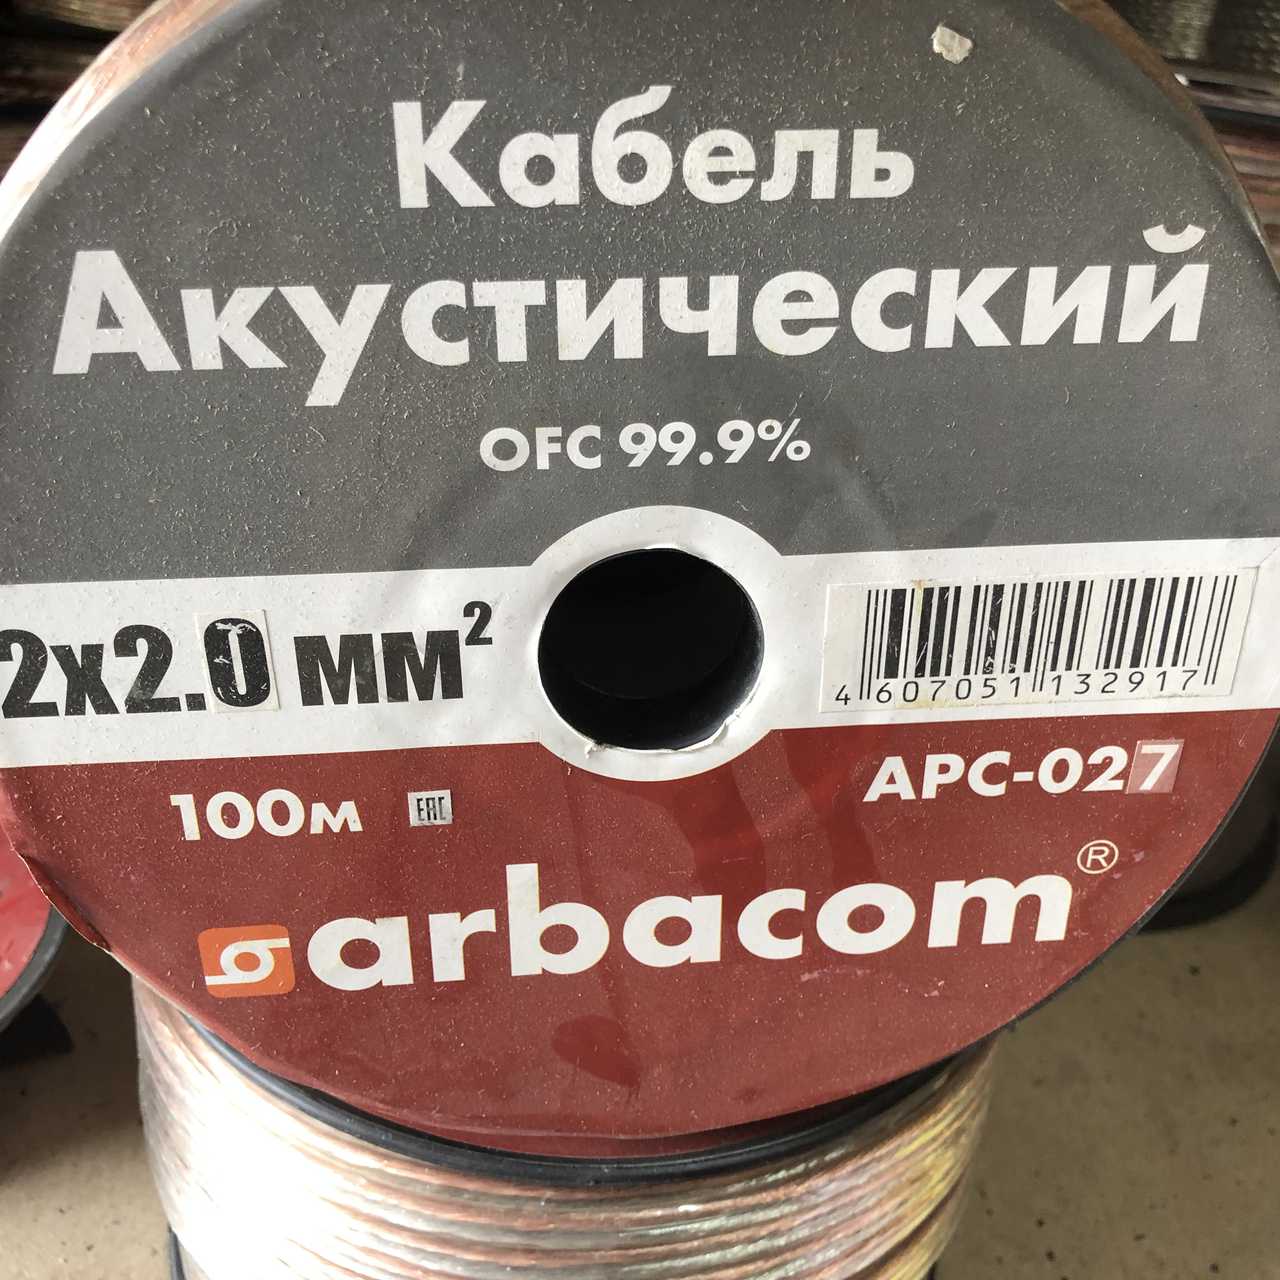 Кабель
Акустический
OFC 99.9%
2x2.0 мм²
4 607051 132917
100м
EAC
APC-027
arbacom®